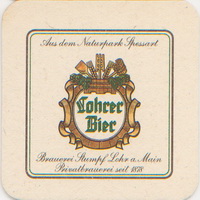 Aus dem Naturpark Spessart
Lohrer
Bier
Brauerei Stumpf Lohr a. Main
Privatbrauerei seit 1878